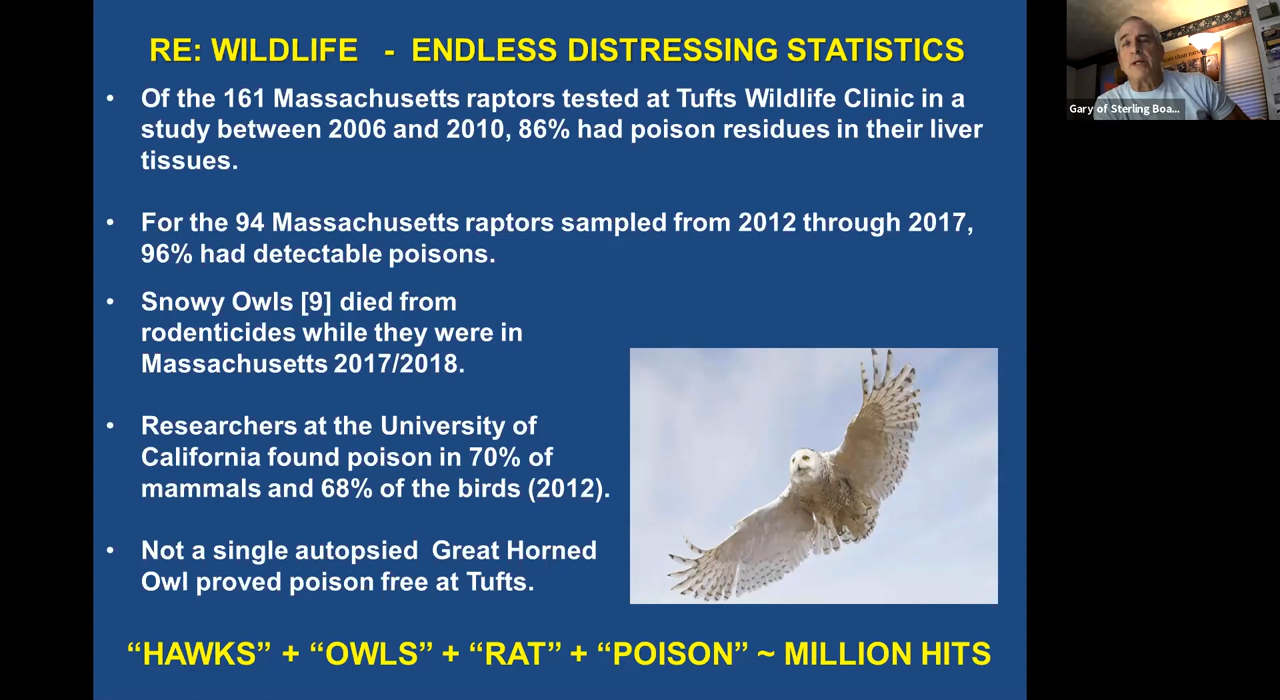 RE: WILDLIFE - ENDLESS DISTRESSING STATISTICS
• Of the 161 Massachusetts raptors tested at Tufts Wildlife Clinic in a
study between 2006 and 2010, 86% had poison residues in their liver
tissues.
• For the 94 Massachusetts raptors sampled from 2012 through 2017,
96% had detectable poisons.
• Snowy Owls [9] died from
rodenticides while they were in
Massachusetts 2017/2018.
• Researchers at the University of
California found poison in 70% of
mammals and 68% of the birds (2012).
• Not a single autopsied Great Horned
Owl proved poison free at Tufts.
“HAWKS” + “OWLS” + “RAT” + “POISON” ~ MILLION HITS
more than
Gary of Sterling Boa...